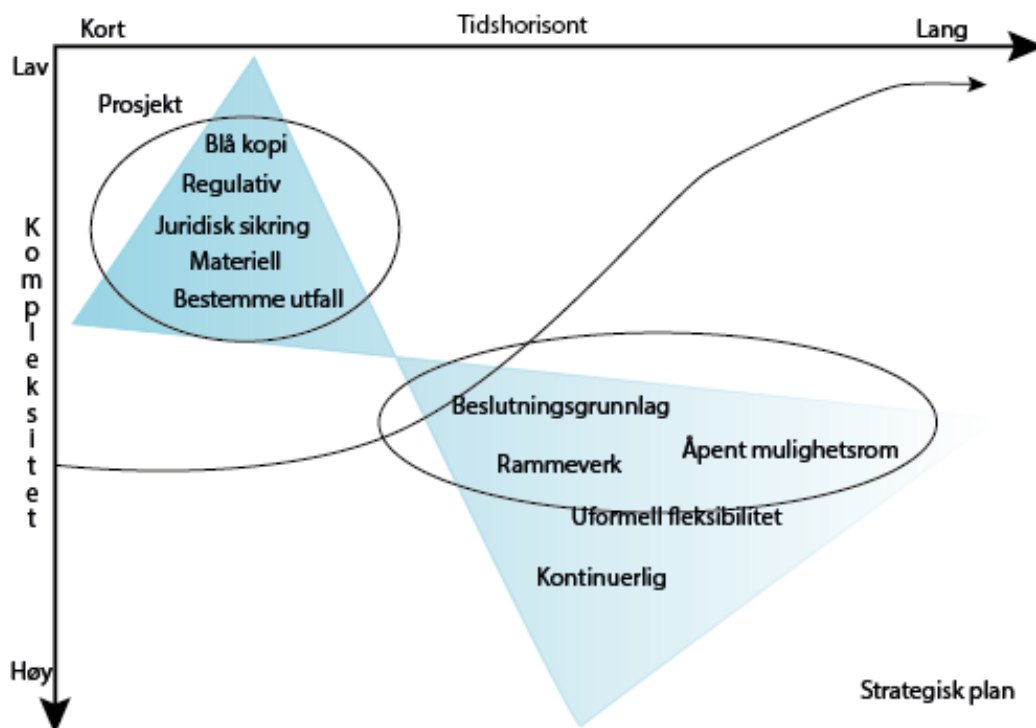 Kort
Tidshorisont
Lang
Lav
Prosjekt
Blå kopi
Regulativ
Juridisk sikring
Materiell
Bestemme utfall
Kompleksitet
Beslutningsgrunnlag
Åpent mulighetsrom
Rammeverk
Uformell fleksibilitet
Kontinuerlig
Høy
Strategisk plan